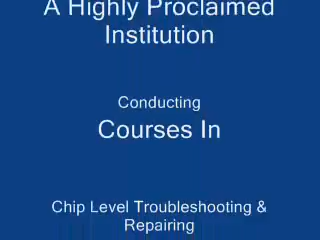 A Highly Proclaimed
Institution
Conducting
Courses In
Chip Level Troubleshooting &
Repairing